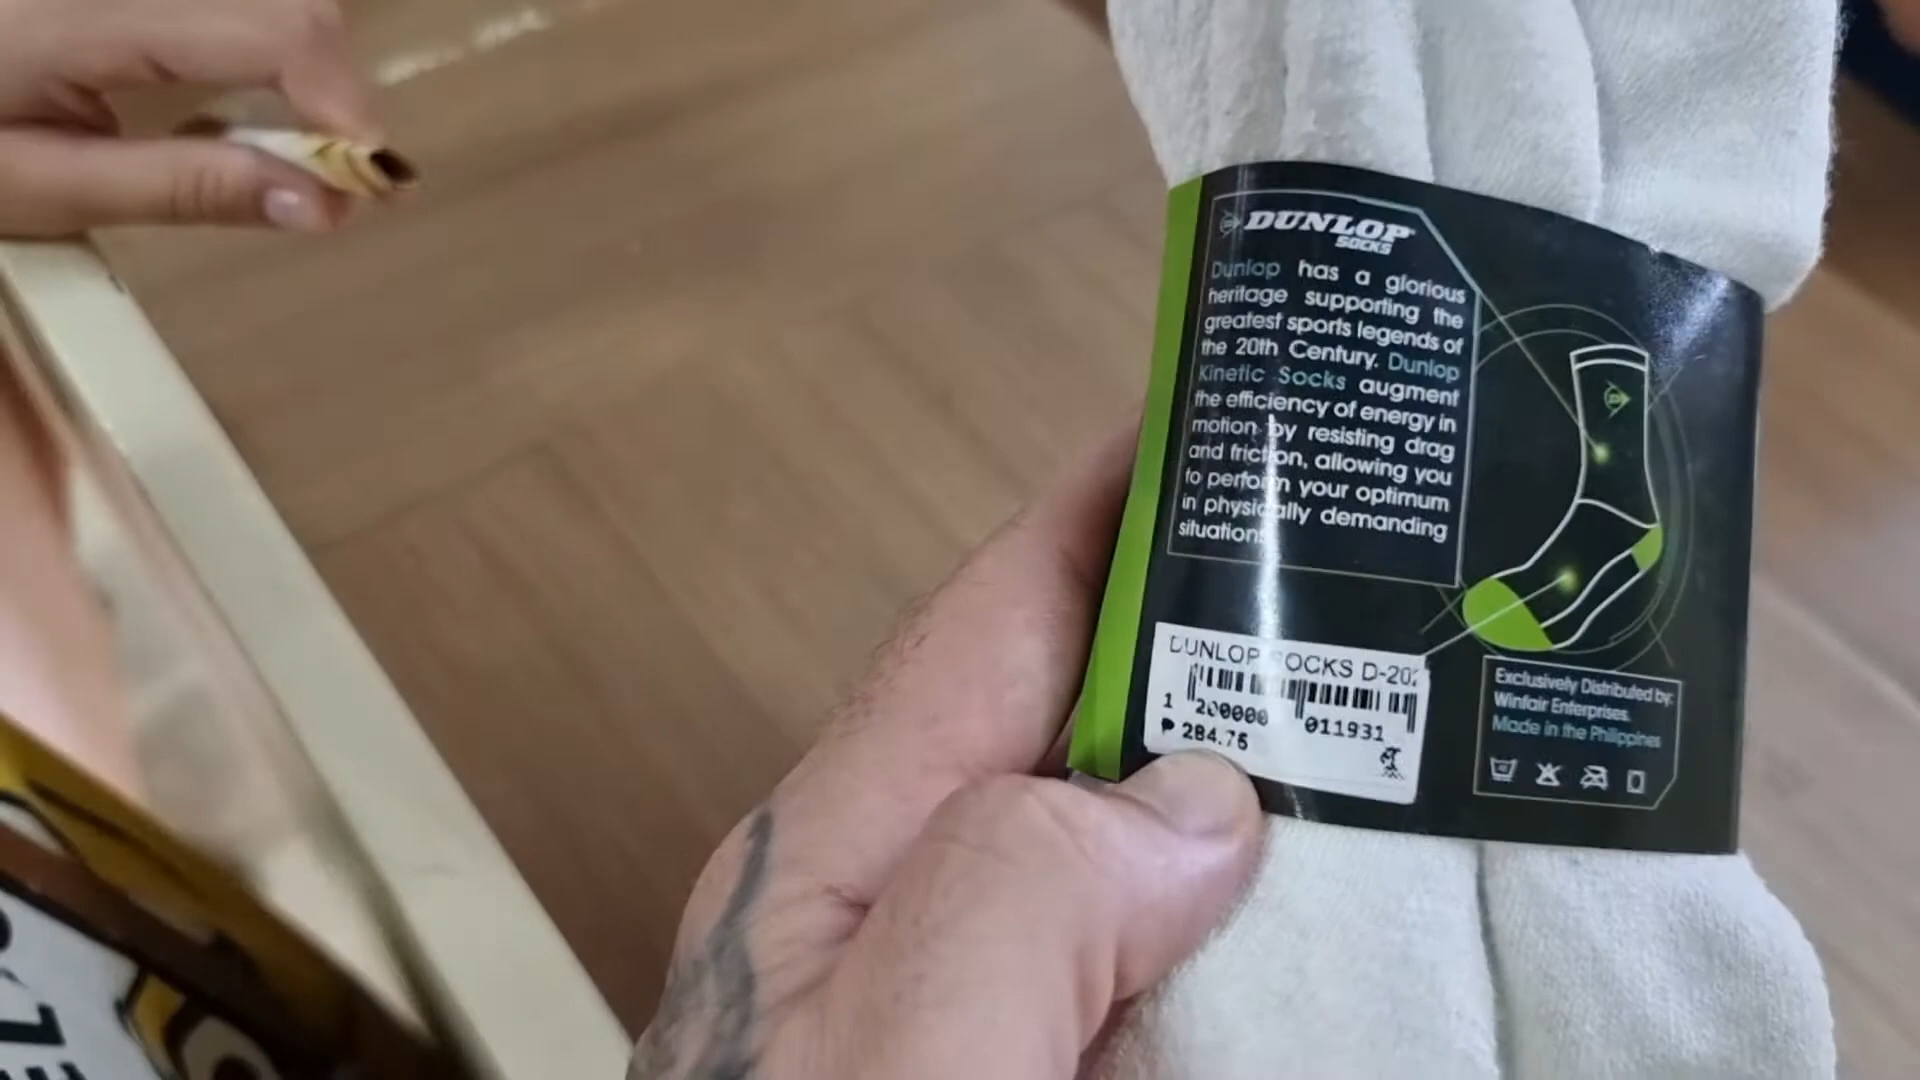 DUNLOP
SOCKS
Dunlop has a glorious
heritage supporting the
greatest sports legends of
the 20th Century. Dunlop
Kinetic Socks augment
the efficiency of energy in
motion by resisting drag
and friction, allowing you
to perform your optimum
in physically demanding
situations
DUNLOP SOCKS D-202
1 200000 011931
₱ 284.75
Exclusively Distributed by:
Winfair Enterprises.
Made in the Philippines